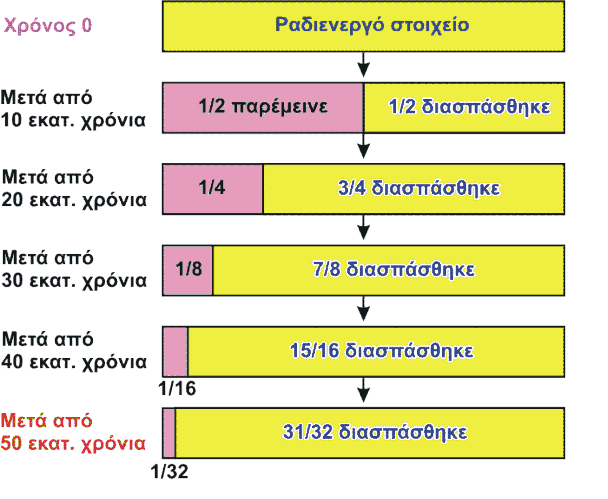 Χρόνος 0
Ραδιενεργό στοιχείο
Μετά από
10 εκατ. χρόνια
1/2 παρέμεινε
1/2 διασπάσθηκε
Μετά από
20 εκατ. χρόνια
1/4
3/4 διασπάσθηκε
Μετά από
30 εκατ. χρόνια
1/8
7/8 διασπάσθηκε
Μετά από
40 εκατ. χρόνια
15/16 διασπάσθηκε
1/16
Μετά από
50 εκατ. χρόνια
31/32 διασπάσθηκε
1/32